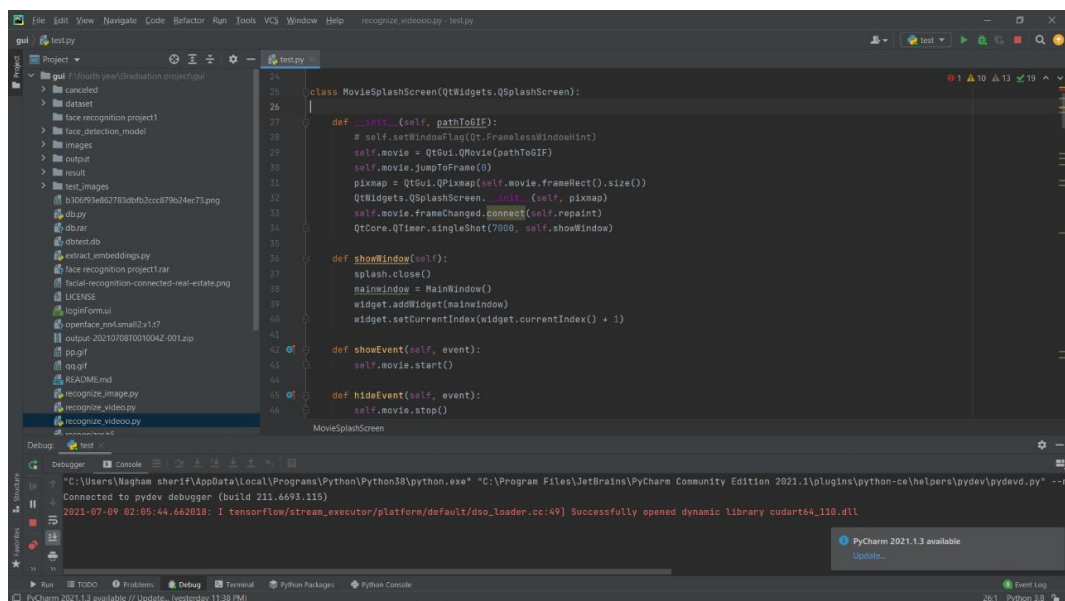 File Edit View Navigate Code Refactor Run Tools VCS Window Help recognize_videooo.py - test.py
gui test.py
test
Project
test.py
gui F:\fourth year\Graduation project\gui
canceled
dataset
face recognition project1
face_detection_model
images
output
result
test_images
b306f93e862783dbfb2ccc879b24ec73.png
db.py
db.rar
dbtest.db
extract_embeddings.py
face recognition project1.rar
facial-recognition-connected-real-estate.png
LICENSE
loginForm.ui
openface_nn4.small2.v1.t7
output-20210708T001004Z-001.zip
pp.gif
qq.gif
README.md
recognize_image.py
recognize_video.py
recognize_videoo.py
1 10 13 19
24
25 class MovieSplashScreen(QtWidgets.QSplashScreen):
26
27 def __init__(self, pathToGIF):
28 # self.setWindowFlag(Qt.FramelessWindowHint)
29 self.movie = QtGui.QMovie(pathToGIF)
30 self.movie.jumpToFrame(0)
31 pixmap = QtGui.QPixmap(self.movie.frameRect().size())
32 QtWidgets.QSplashScreen.__init__(self, pixmap)
33 self.movie.frameChanged.connect(self.repaint)
34 QtCore.QTimer.singleShot(7000, self.showWindow)
35
36 def showWindow(self):
37 splash.close()
38 mainwindow = MainWindow()
39 widget.addWidget(mainwindow)
40 widget.setCurrentIndex(widget.currentIndex() + 1)
41
42 def showEvent(self, event):
43 self.movie.start()
44
45 def hideEvent(self, event):
46 self.movie.stop()
MovieSplashScreen
Debug: test
Debugger Console
"C:\Users\Nagham sherif\AppData\Local\Programs\Python\Python38\python.exe" "C:\Program Files\JetBrains\PyCharm Community Edition 2021.1\plugins\python-ce\helpers\pydev\pydevd.py"
Connected to pydev debugger (build 211.6693.115)
2021-07-09 02:05:44.662018: I tensorflow/stream_executor/platform/default/dso_loader.cc:49] Successfully opened dynamic library cudart64_110.dll
PyCharm 2021.1.3 available
Update...
Structure
Favorites
Run TODO Problems Debug Terminal Python Packages Python Console Event Log
PyCharm 2021.1.3 available // Update... (yesterday 11:38 PM) 26:1 Python 3.8